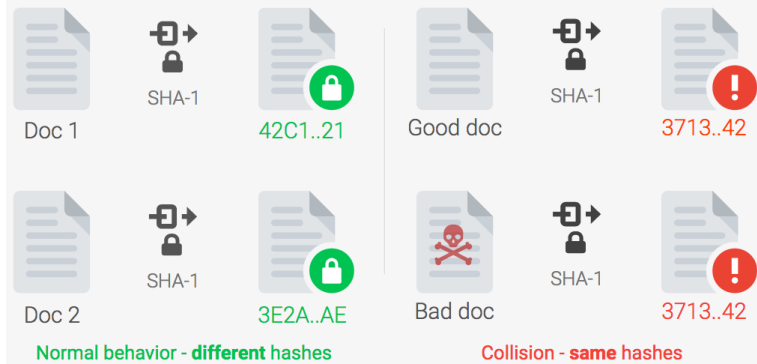 SHA-1
Doc 1
42C1..21
SHA-1
Doc 2
3E2A..AE
Normal behavior - different hashes
SHA-1
Good doc
3713..42
SHA-1
Bad doc
3713..42
Collision - same hashes